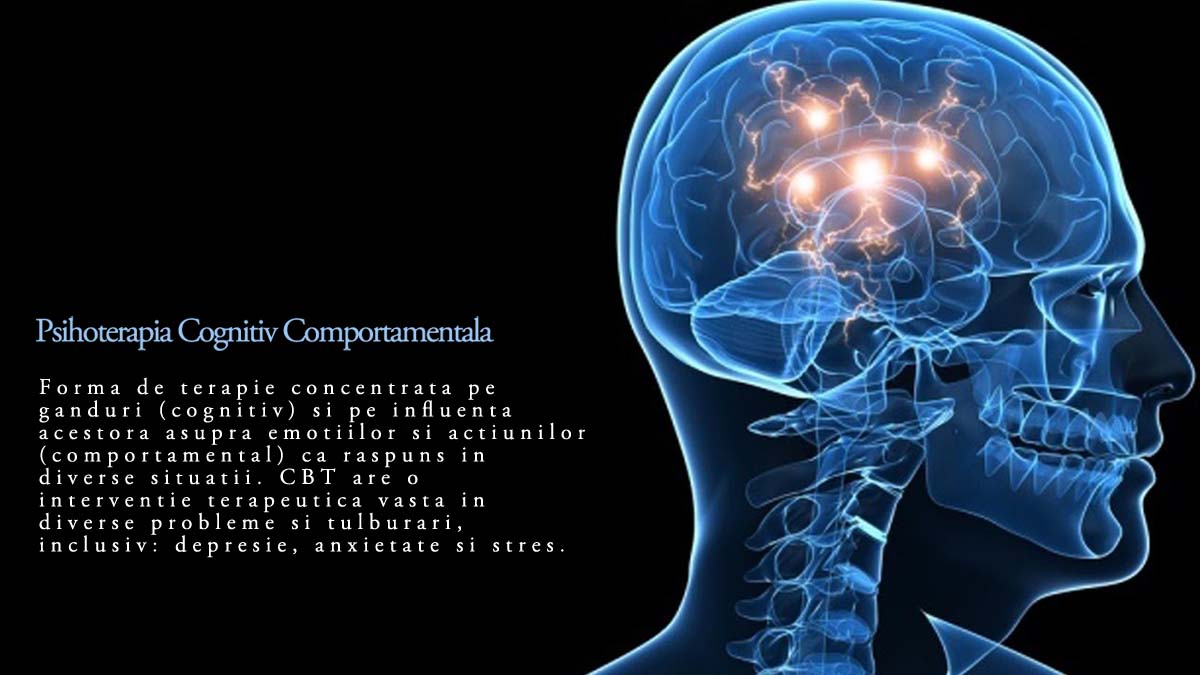 Psihoterapia Cognitiv Comportamentala
Forma de terapie concentrata pe
ganduri (cognitiv) si pe influenta
acestora asupra emotiilor si actiunilor
(comportamental) ca raspuns in
diverse situatii. CBT are o
interventie terapeutica vasta in
diverse probleme si tulburari,
inclusiv: depresie, anxietate si stres.